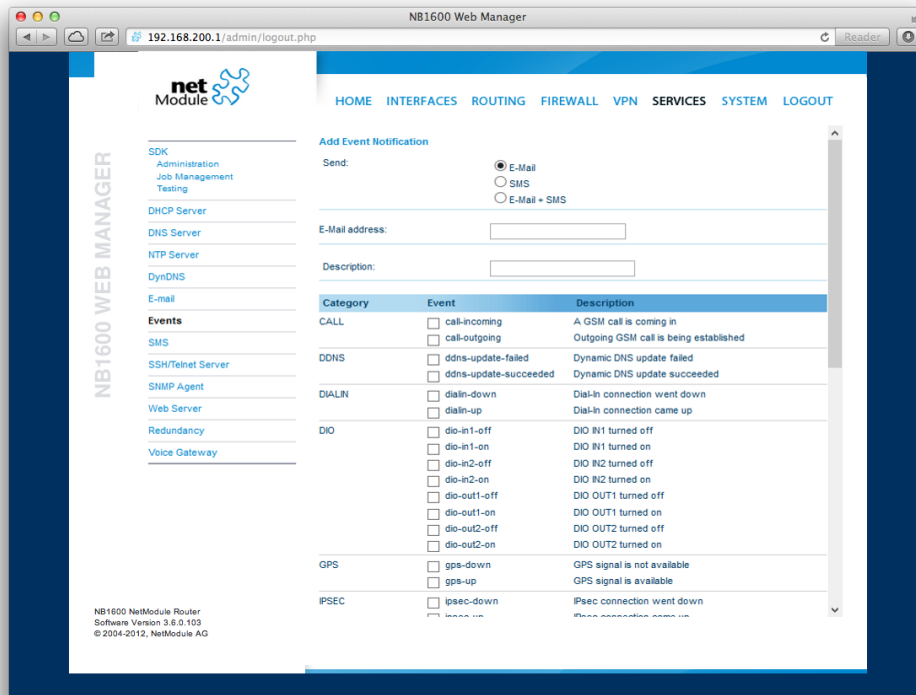 NB1600 Web Manager
192.168.200.1/admin/logout.php
Reader
net
Module
HOME INTERFACES ROUTING FIREWALL VPN SERVICES SYSTEM LOGOUT
NB1600 WEB MANAGER
SDK
Administration
Job Management
Testing
DHCP Server
DNS Server
NTP Server
DynDNS
E-mail
Events
SMS
SSH/Telnet Server
SNMP Agent
Web Server
Redundancy
Voice Gateway
Add Event Notification
Send:
E-Mail
SMS
E-Mail + SMS
E-Mail address:
Description:
Category Event Description
CALL call-incoming A GSM call is coming in
call-outgoing Outgoing GSM call is being established
DDNS ddns-update-failed Dynamic DNS update failed
ddns-update-succeeded Dynamic DNS update succeeded
DIALIN dialin-down Dial-In connection went down
dialin-up Dial-In connection came up
DIO dio-in1-off DIO IN1 turned off
dio-in1-on DIO IN1 turned on
dio-in2-off DIO IN2 turned off
dio-in2-on DIO IN2 turned on
dio-out1-off DIO OUT1 turned off
dio-out1-on DIO OUT1 turned on
dio-out2-off DIO OUT2 turned off
dio-out2-on DIO OUT2 turned on
GPS gps-down GPS signal is not available
gps-up GPS signal is available
IPSEC ipsec-down IPsec connection went down
ipsec-up IPsec connection came up
NB1600 NetModule Router
Software Version 3.6.0.103
© 2004-2012, NetModule AG